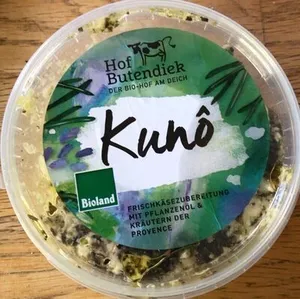 Hof
Butendiek
DER BIO-HOF AM DEICH
Kunô
Bioland
FRISCHKÄSEZUBEREITUNG
MIT PFLANZENÖL &
KRÄUTERN DER
PROVENCE